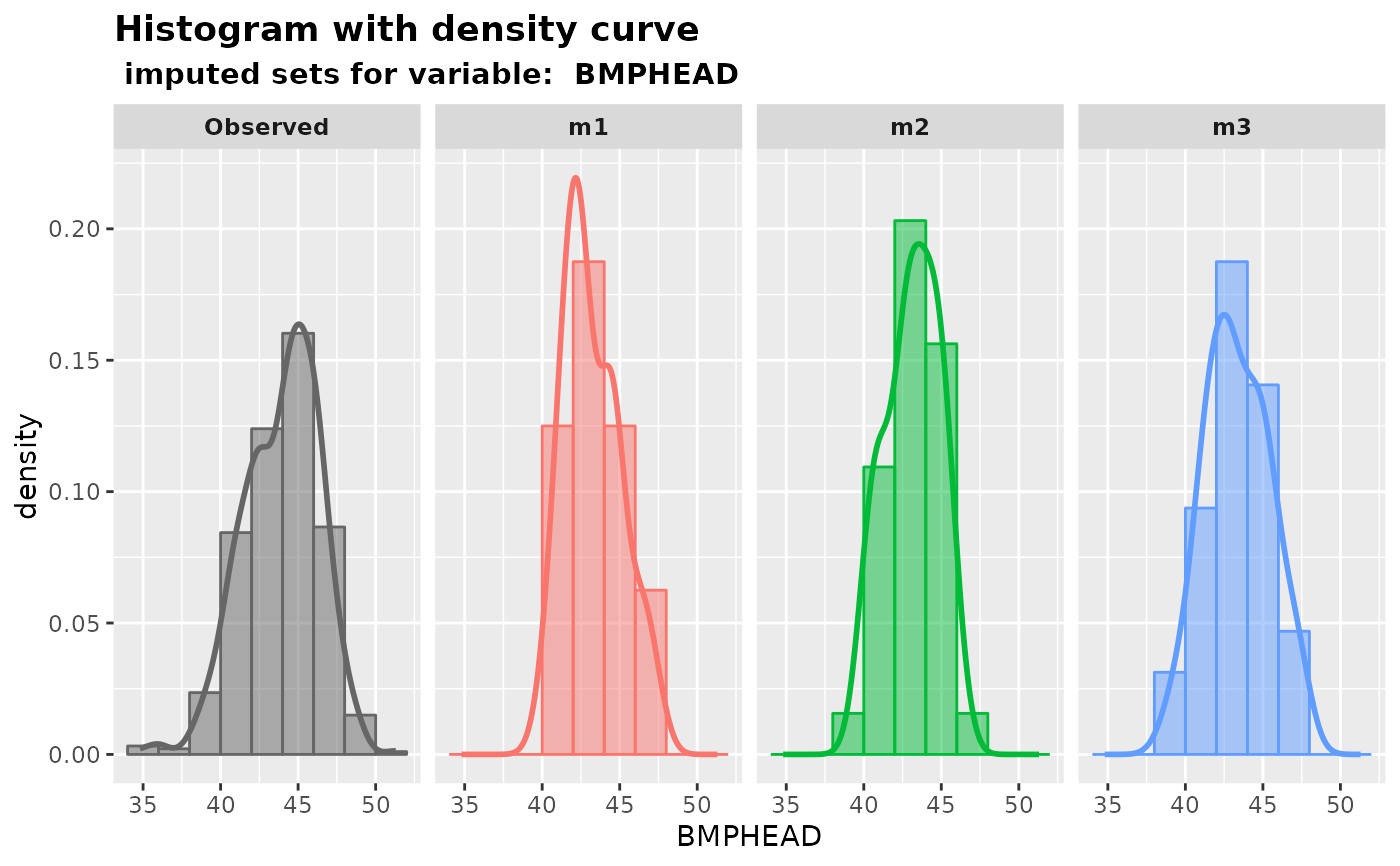 Histogram with density curve
imputed sets for variable:  BMPHEAD
Observed m1 m2 m3
density
0.20
0.15
0.10
0.05
0.00
35 40 45 50 35 40 45 50 35 40 45 50 35 40 45 50
BMPHEAD